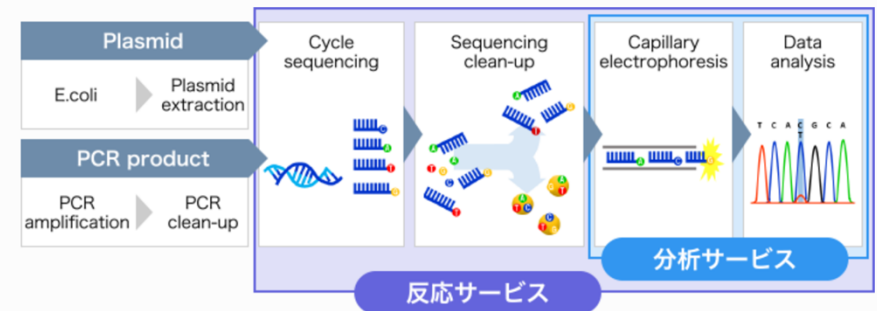 Plasmid
E.coli
Plasmid
extraction
PCR product
PCR
amplification
PCR
clean-up
Cycle
sequencing
C
A
T
G
Sequencing
clean-up
Capillary
electrophoresis
A
C
Data
analysis
T C A C G C A
T
分析サービス
反応サービス